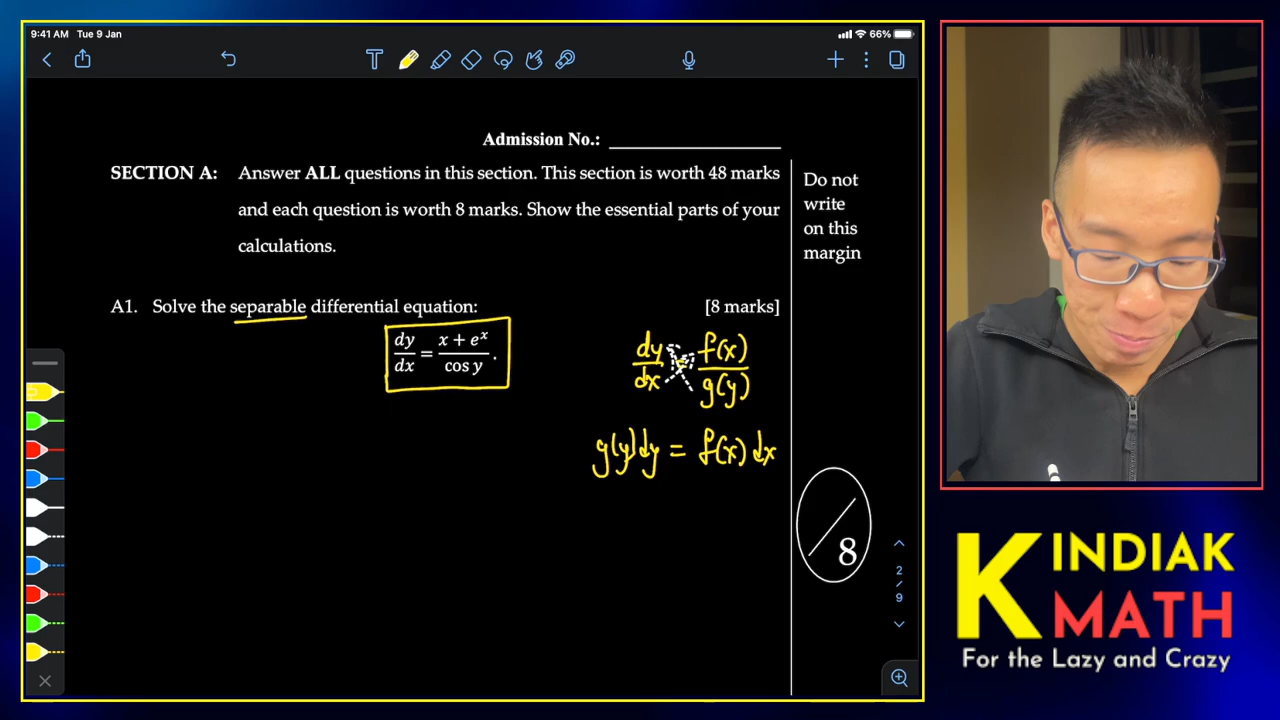 9:41 AM Tue 9 Jan
66%
Admission No.: ____________
SECTION A: Answer ALL questions in this section. This section is worth 48 marks
and each question is worth 8 marks. Show the essential parts of your
calculations.
Do not
write
on this
margin
A1. Solve the separable differential equation: [8 marks]
dy/dx = (x + eˣ)/cos y.
dy/dx = f(x)/g(y)
g(y)dy = f(x)dx
/8
2
/
9
KINDIAK
MATH
For the Lazy and Crazy